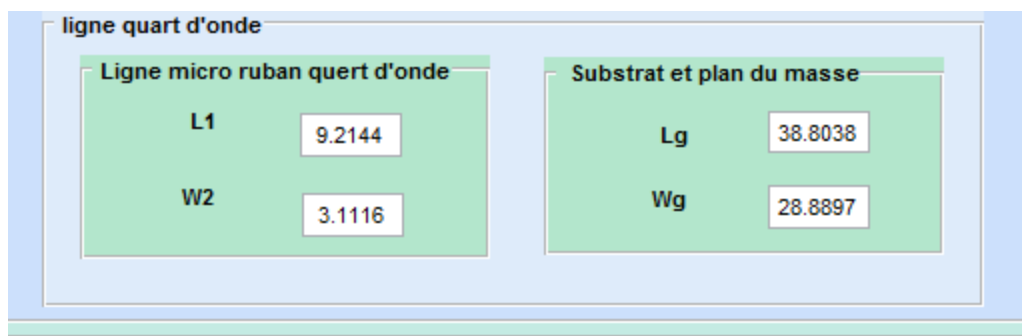 ligne quart d'onde
Ligne micro ruban quert d'onde
L1 9.2144
W2 3.1116
Substrat et plan du masse
Lg 38.8038
Wg 28.8897